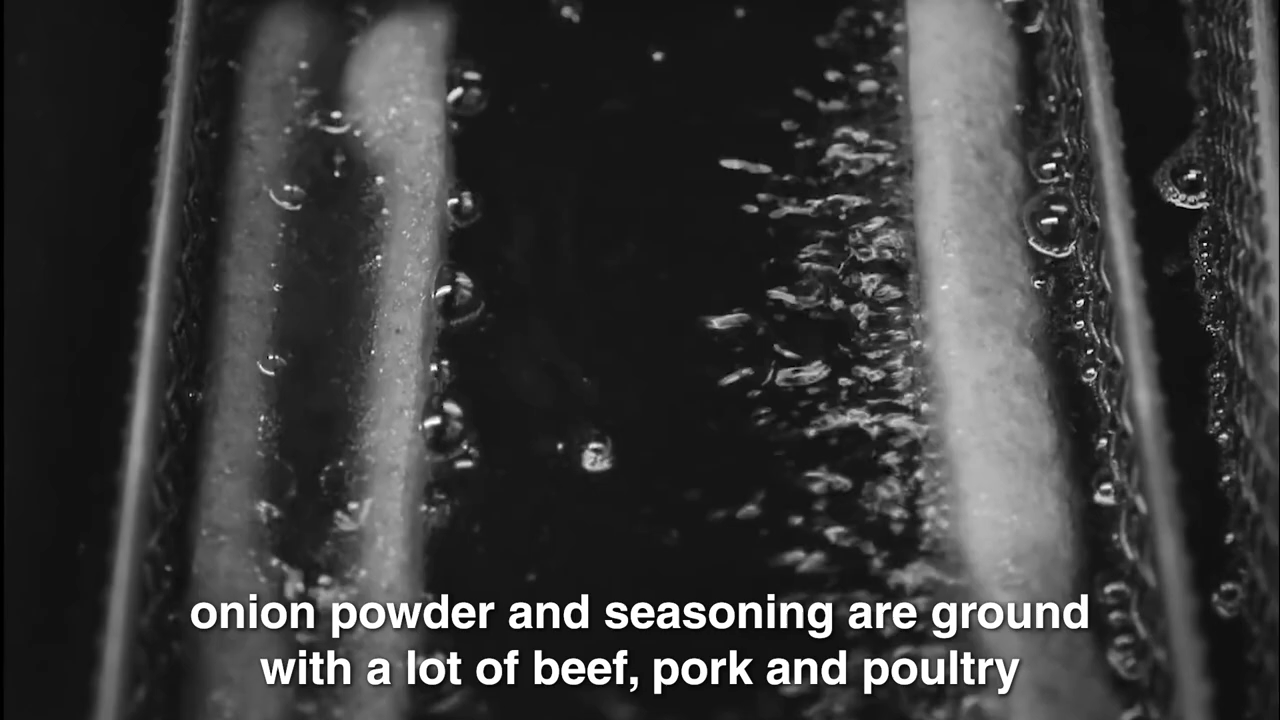 onion powder and seasoning are ground
with a lot of beef, pork and poultry